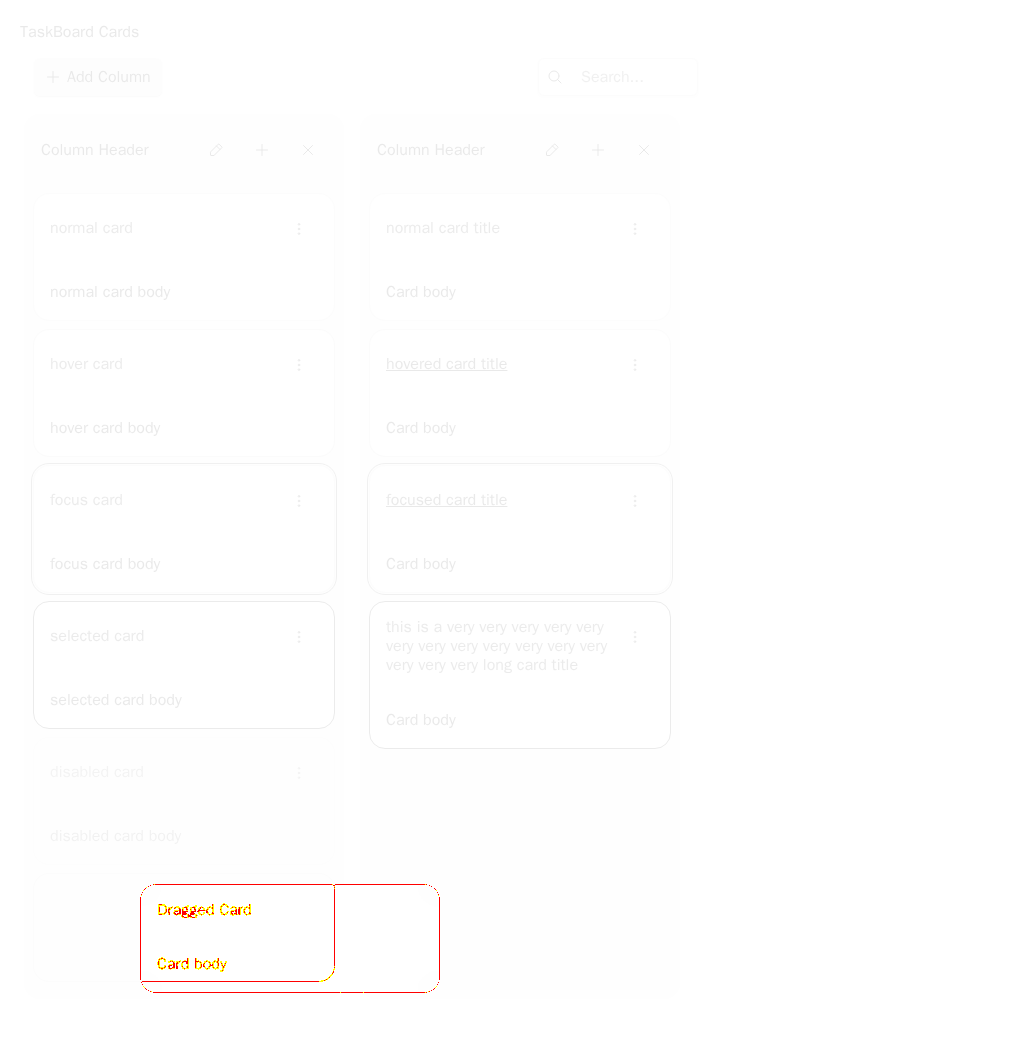 TaskBoard Cards
Add Column
Search...
Column Header
normal card
normal card body
hover card
hover card body
focus card
focus card body
selected card
selected card body
disabled card
disabled card body
Column Header
normal card title
Card body
hovered card title
Card body
focused card title
Card body
this is a very very very very very
very very very very very very very
very very very long card title
Card body
Dragged Card
Card body